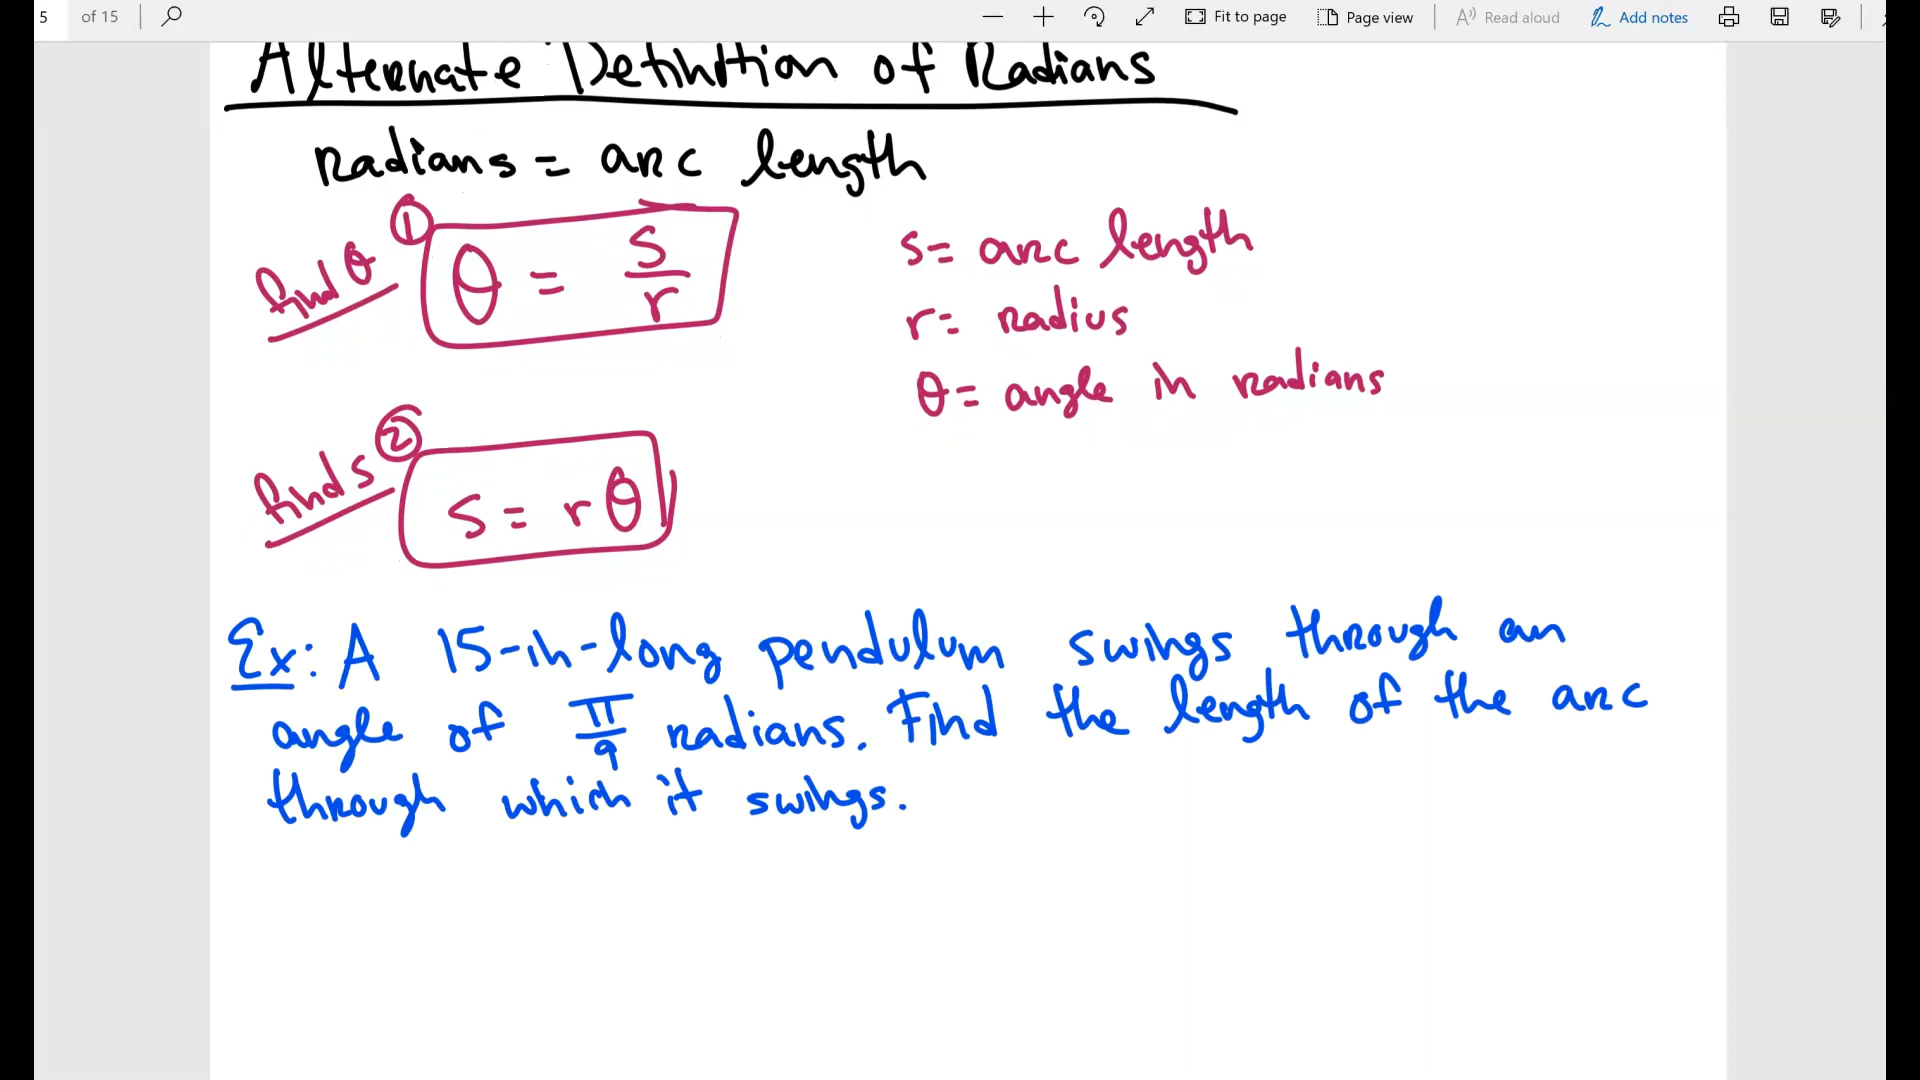 5 of 15 Fit to page Page view Read aloud Add notes
Alternate Definition of Radians
radians = arc length
find θ ① θ = s/r
s = arc length
r = radius
θ = angle in radians
find s ② s = rθ
Ex: A 15-in-long pendulum swings through an
angle of π/9 radians. Find the length of the arc
through which it swings.